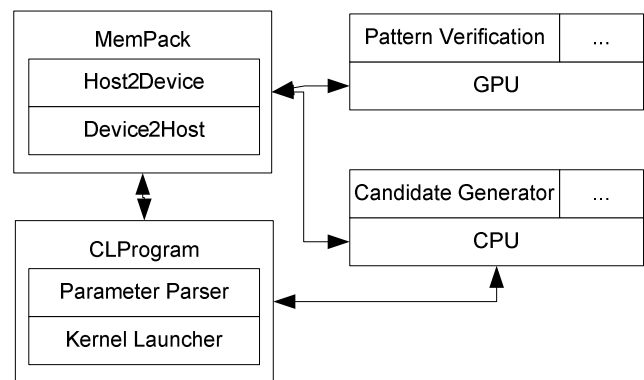 MemPack
Host2Device
Device2Host
Pattern Verification
...
GPU
Candidate Generator
...
CPU
CLProgram
Parameter Parser
Kernel Launcher